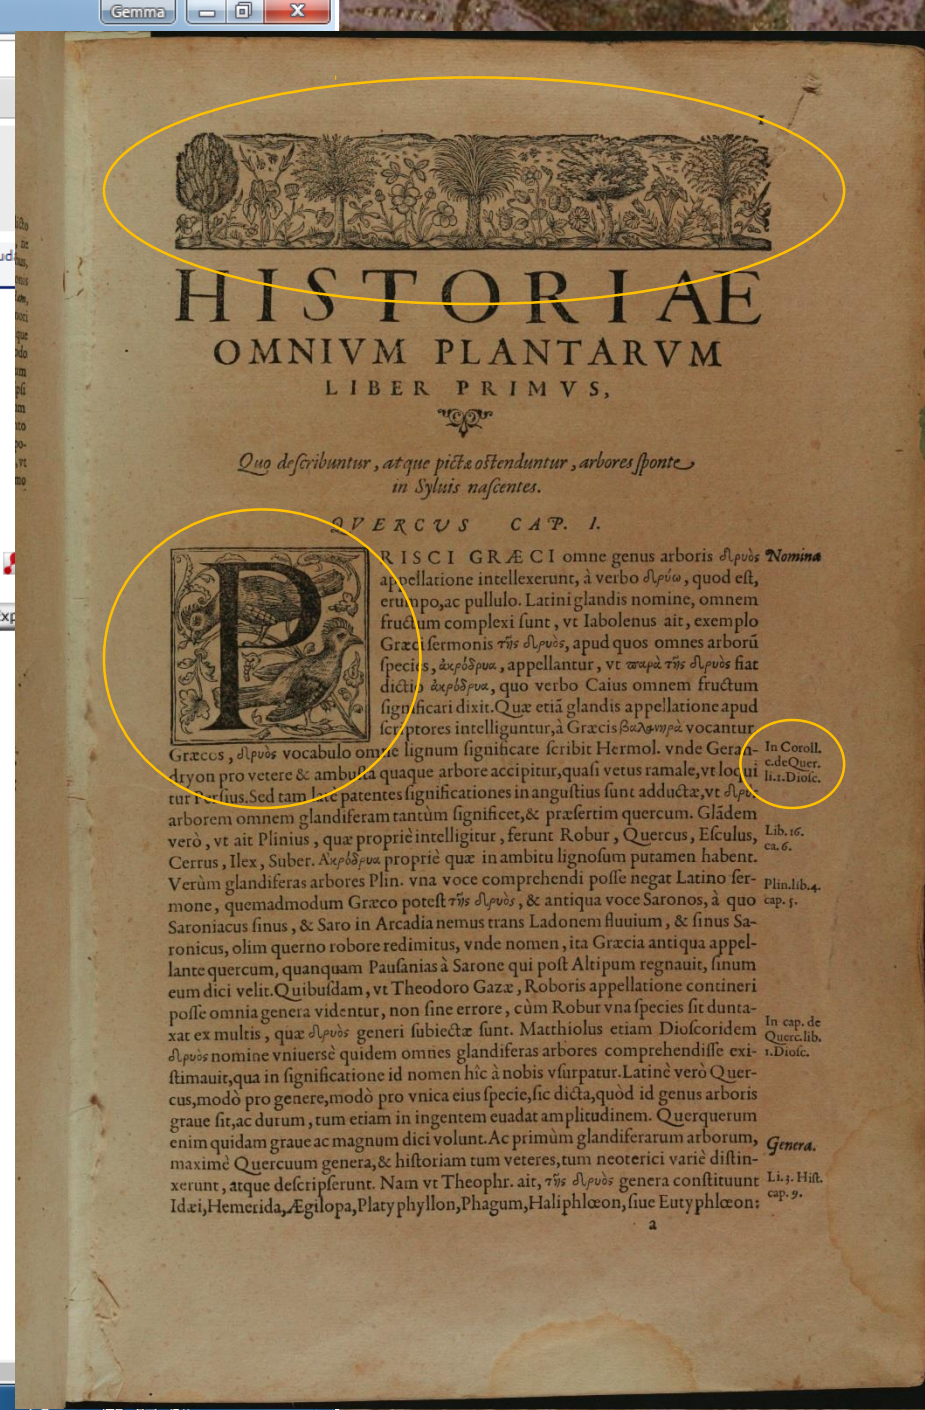 Gemma
1
HISTORIAE
OMNIVM PLANTARVM
LIBER PRIMVS,
Quo deſcribuntur, atque pictæ oſtenduntur, arbores ſponte
in Syluis naſcentes.
QVERCVS CAP. I.
PRISCI GRÆCI omne genus arboris δρυὸς Nomina
appellatione intellexerunt, à verbo δρύω, quod eſt,
erumpo, ac pullulo. Latini glandis nomine, omnem
fructum complexi ſunt, vt Iabolenus ait, exemplo
Græci ſermonis τῆς δρυὸς, apud quos omnes arborū
ſpecies, ἀκρόδρυα, appellantur, vt παρὰ τῆς δρυὸς fiat
dictio ἀκρόδρυα, quo verbo Caius omnem fructum
ſignificari dixit. Quæ etiā glandis appellatione apud
ſcriptores intelliguntur, à Græcis vocantur
Græcos, δρυὸς vocabulo omne lignum ſignificare ſcribit Hermol. vnde Geran-
In Coroll.
c. de Quer.
li. 1. Dioſc.
dryon pro vetere & ambuſta quaque arbore accipitur, quaſi vetus ramale, vt loqui
tur Perſius. Sed tam latè patentes ſignificationes in anguſtius ſunt adductæ, vt δρυς
arborem omnem glandiferam tantùm ſignificet, & præſertim quercum. Glādem
verò, vt ait Plinius, quæ propriè intelligitur, ferunt Robur, Quercus, Eſculus,
Lib. 16.
ca. 6.
Cerrus, Ilex, Suber. Ἀκρόδρυα propriè quæ in ambitu lignoſum putamen habent.
Verùm glandiferas arbores Plin. vna voce comprehendi poſſe negat Latino ſer-
Plin. lib. 4.
cap. 5.
mone, quemadmodum Græco poteſt τῆς δρυὸς, & antiqua voce Saronos, à quo
Saroniacus ſinus, & Saro in Arcadia nemus trans Ladonem fluuium, & ſinus Sa-
ronicus, olim querno robore redimitus, vnde nomen, ita Græcia antiqua appel-
lante quercum, quanquam Pauſanias à Sarone qui poſt Altipum regnauit, ſinum
eum dici velit. Quibuſdam, vt Theodoro Gazæ, Roboris appellatione contineri
poſſe omnia genera videntur, non ſine errore, cùm Robur vna ſpecies ſit dunta-
xat ex multis, quæ δρυὸς generi ſubiectæ ſunt. Matthiolus etiam Dioſcoridem
In cap. de
Querc. lib.
1. Dioſc.
δρυὸς nomine vniuersè quidem omnes glandiferas arbores comprehendiſſe exi-
ſtimauit, qua in ſignificatione id nomen hîc à nobis vſurpatur. Latinè verò Quer-
cus, modò pro genere, modò pro vnica eius ſpecie, ſic dicta, quòd id genus arboris
graue ſit, ac durum, tum etiam in ingentem euadat amplitudinem. Querquerum
enim quidam graue ac magnum dici volunt. Ac primùm glandiferarum arborum,
Genera.
maximè Quercuum genera, & hiſtoriam tum veteres, tum neoterici variè diſtin-
xerunt, atque deſcripſerunt. Nam vt Theophr. ait, τῆς δρυὸς genera conſtituunt
Li. 3. Hiſt.
cap. 9.
Idæi, Hemerida, Ægilopa, Platyphyllon, Phagum, Haliphlœon, ſiue Eutyphlœon:
a